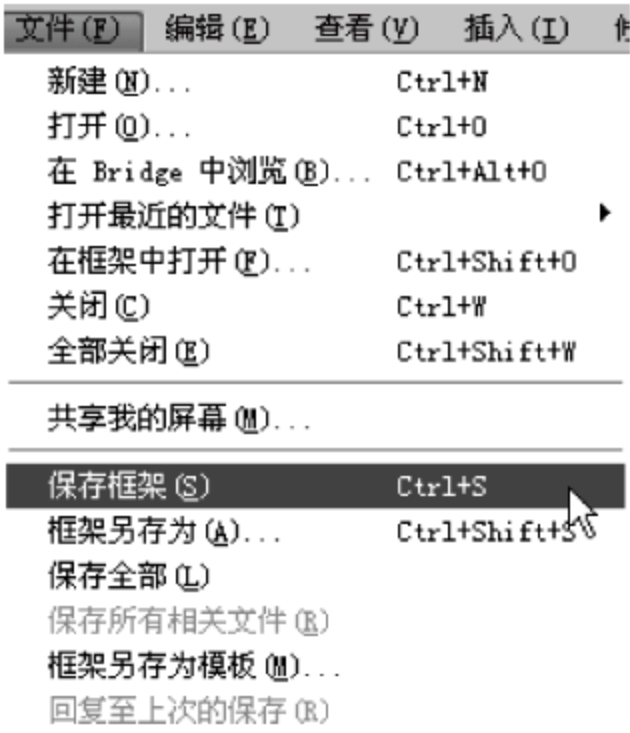 文件(F) 编辑(E) 查看(V) 插入(I)
新建(N)... Ctrl+N
打开(O)... Ctrl+O
在 Bridge 中浏览(B)... Ctrl+Alt+O
打开最近的文件(T)
在框架中打开(F)... Ctrl+Shift+O
关闭(C) Ctrl+W
全部关闭(E) Ctrl+Shift+W
共享我的屏幕(M)...
保存框架(S) Ctrl+S
框架另存为(A)... Ctrl+Shift+S
保存全部(L)
保存所有相关文件(R)
框架另存为模板(M)...
回复至上次的保存(R)